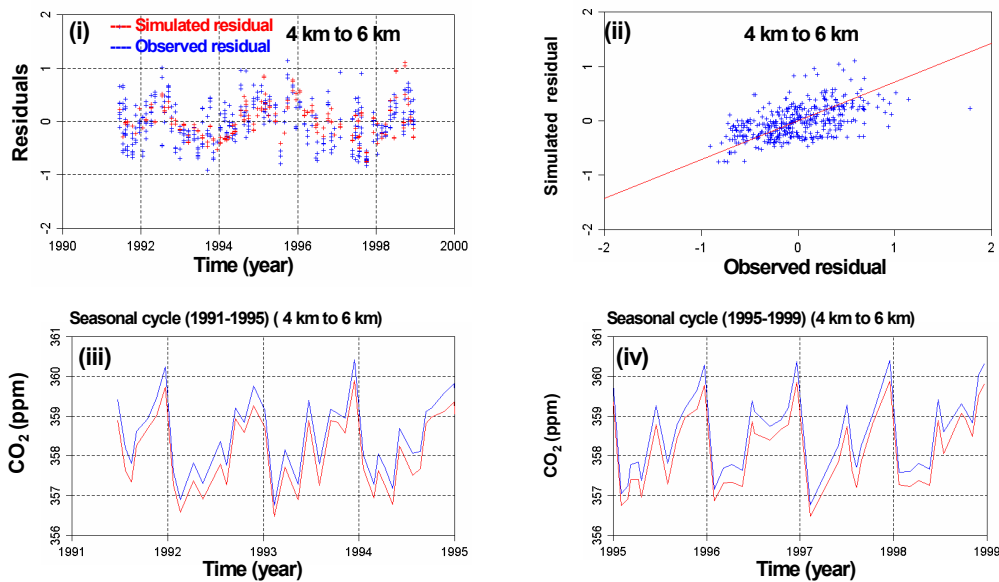 (i)
--- Simulated residual
--- Observed residual
4 km to 6 km
Residuals
2
1
0
-1
-2
1990
1992
1994
1996
1998
2000
Time (year)
(ii)
4 km to 6 km
Simulated residual
2
1
0
-1
-2
-2
-1
0
1
2
Observed residual
Seasonal cycle (1991-1995) ( 4 km to 6 km)
(iii)
CO2 (ppm)
361
360
359
358
357
356
1991
1992
1993
1994
1995
Time (year)
Seasonal cycle (1995-1999) (4 km to 6 km)
(iv)
CO2 (ppm)
361
360
359
358
357
356
1995
1996
1997
1998
1999
Time (year)